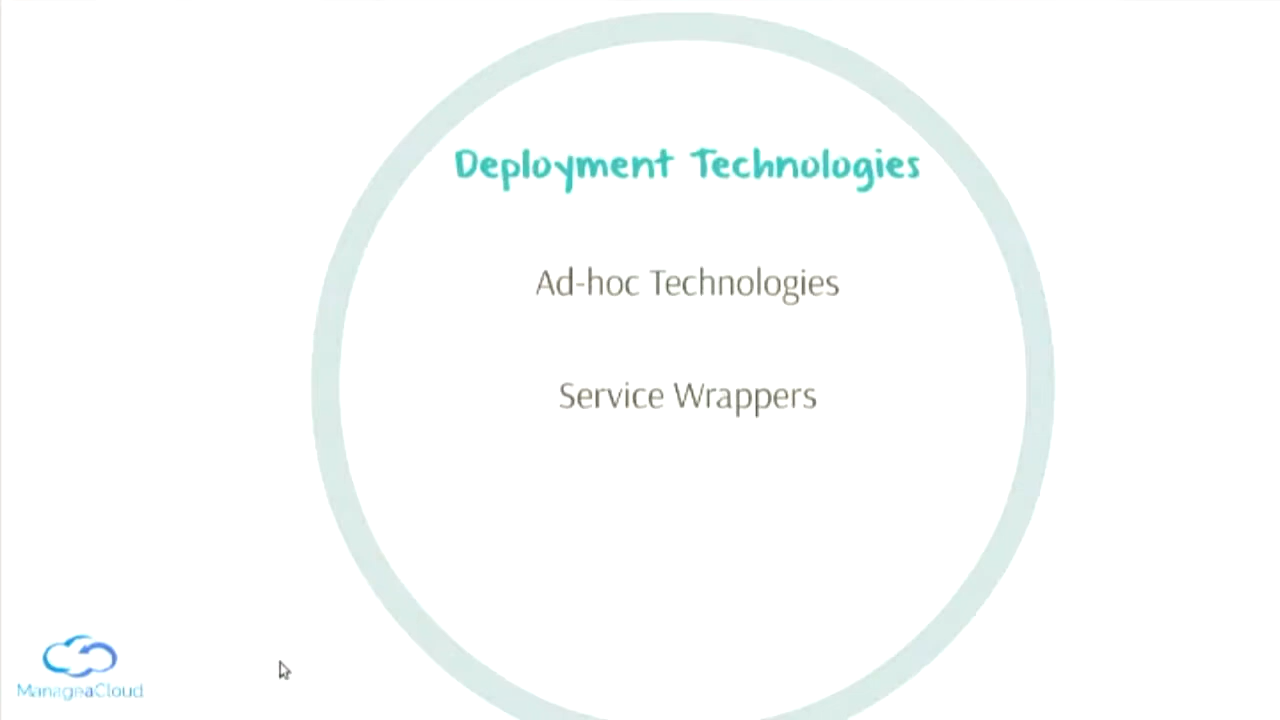 Deployment Technologies
Ad-hoc Technologies
Service Wrappers
ManageaCloud